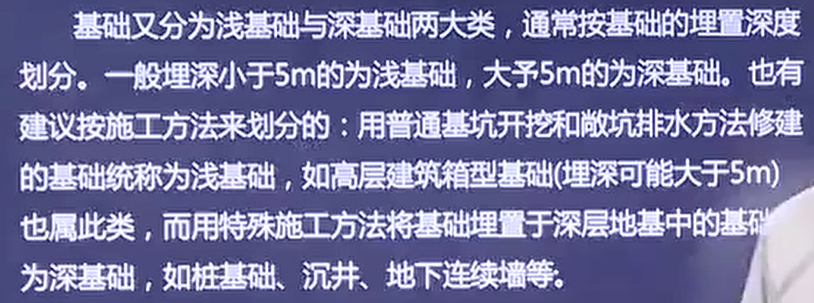 基础又分为浅基础与深基础两大类，通常按基础的埋置深度
划分。一般埋深小于5m的为浅基础，大予5m的为深基础。也有
建议按施工方法来划分的：用普通基坑开挖和敞坑排水方法修建
的基础统称为浅基础，如高层建筑箱型基础(埋深可能大于5m)
也属此类，而用特殊施工方法将基础埋置于深层地基中的基础
为深基础，如桩基础、沉井、地下连续墙等。